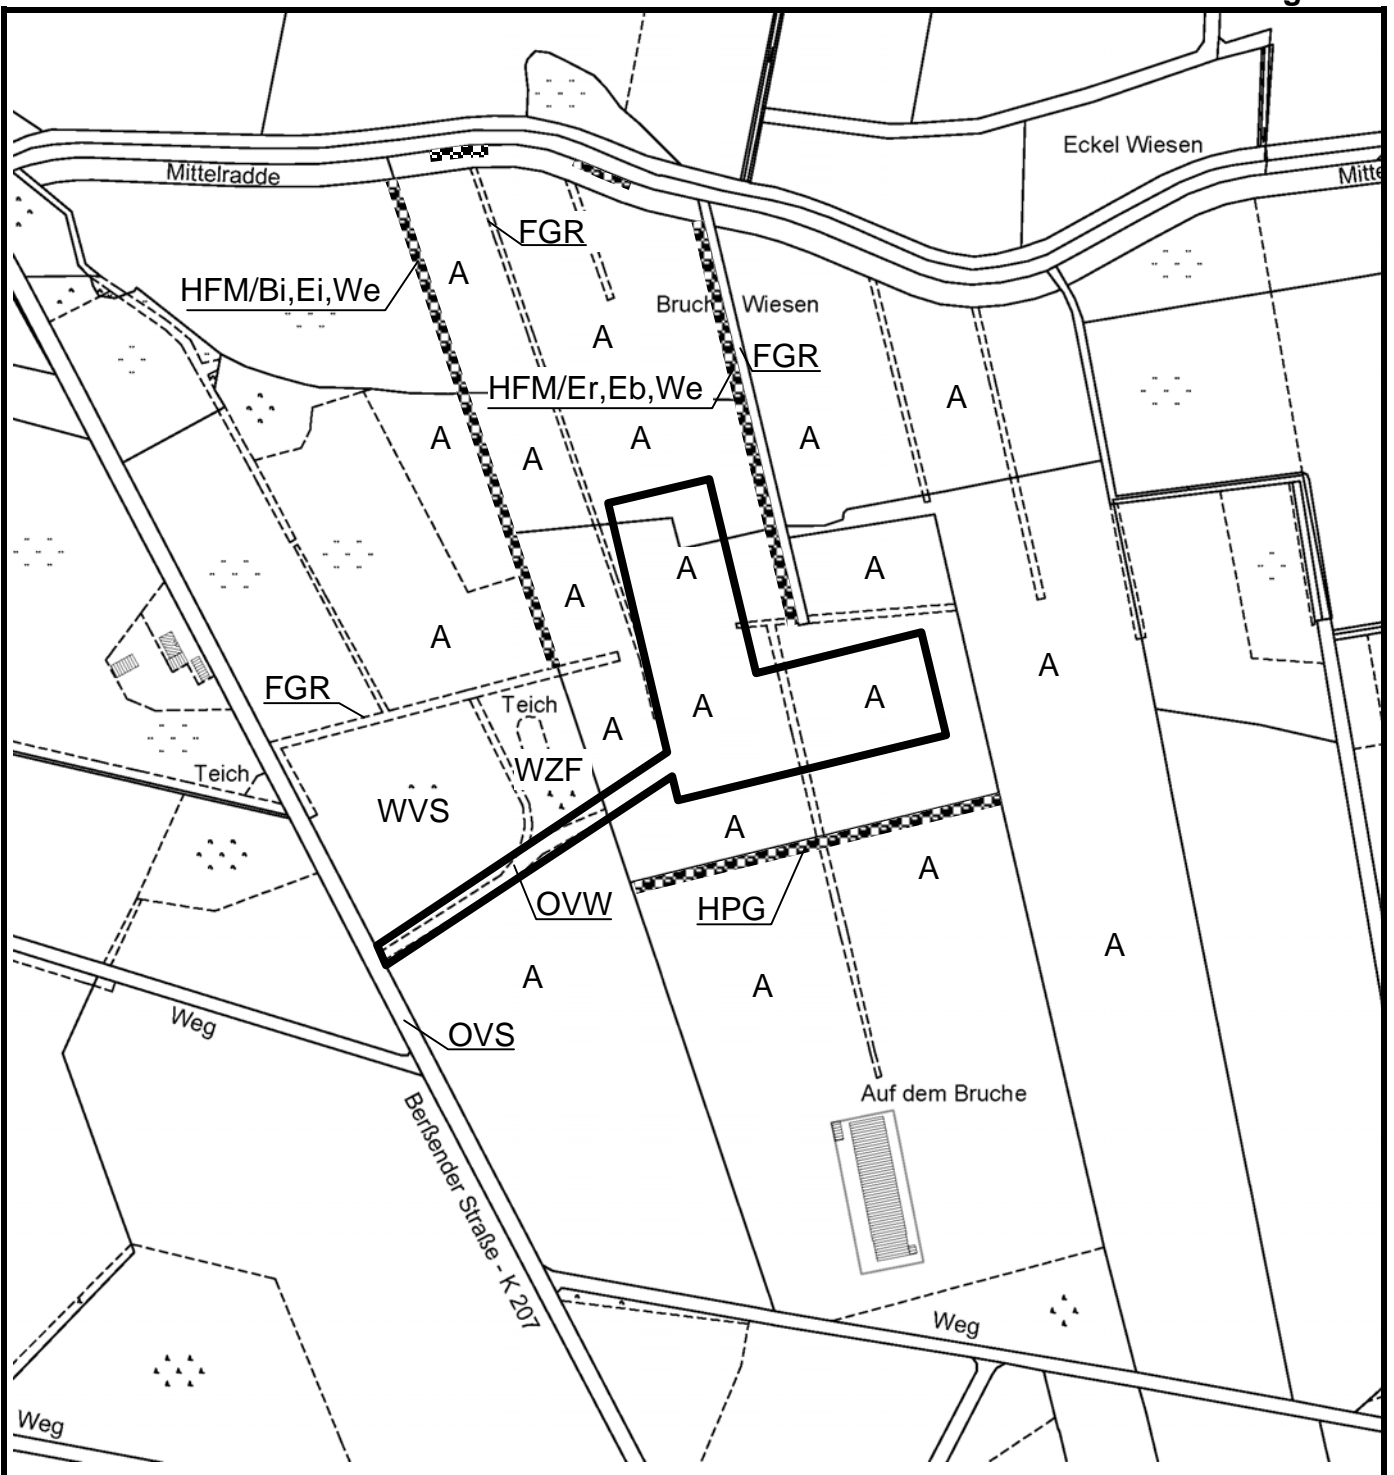 Eckel Wiesen
Mittelradde
Mitte
FGR
A
HFM/Bi,Ei,We
Bruch Wiesen
A
FGR
HFM/Er,Eb,We
A
A
A
A
A
A
A
A
A
A
FGR
Teich
A
A
A
Teich
WZF
WVS
A
A
OVW
HPG
A
A
A
Weg
OVS
Auf dem Bruche
Berßender Straße - K 207
Weg
Weg